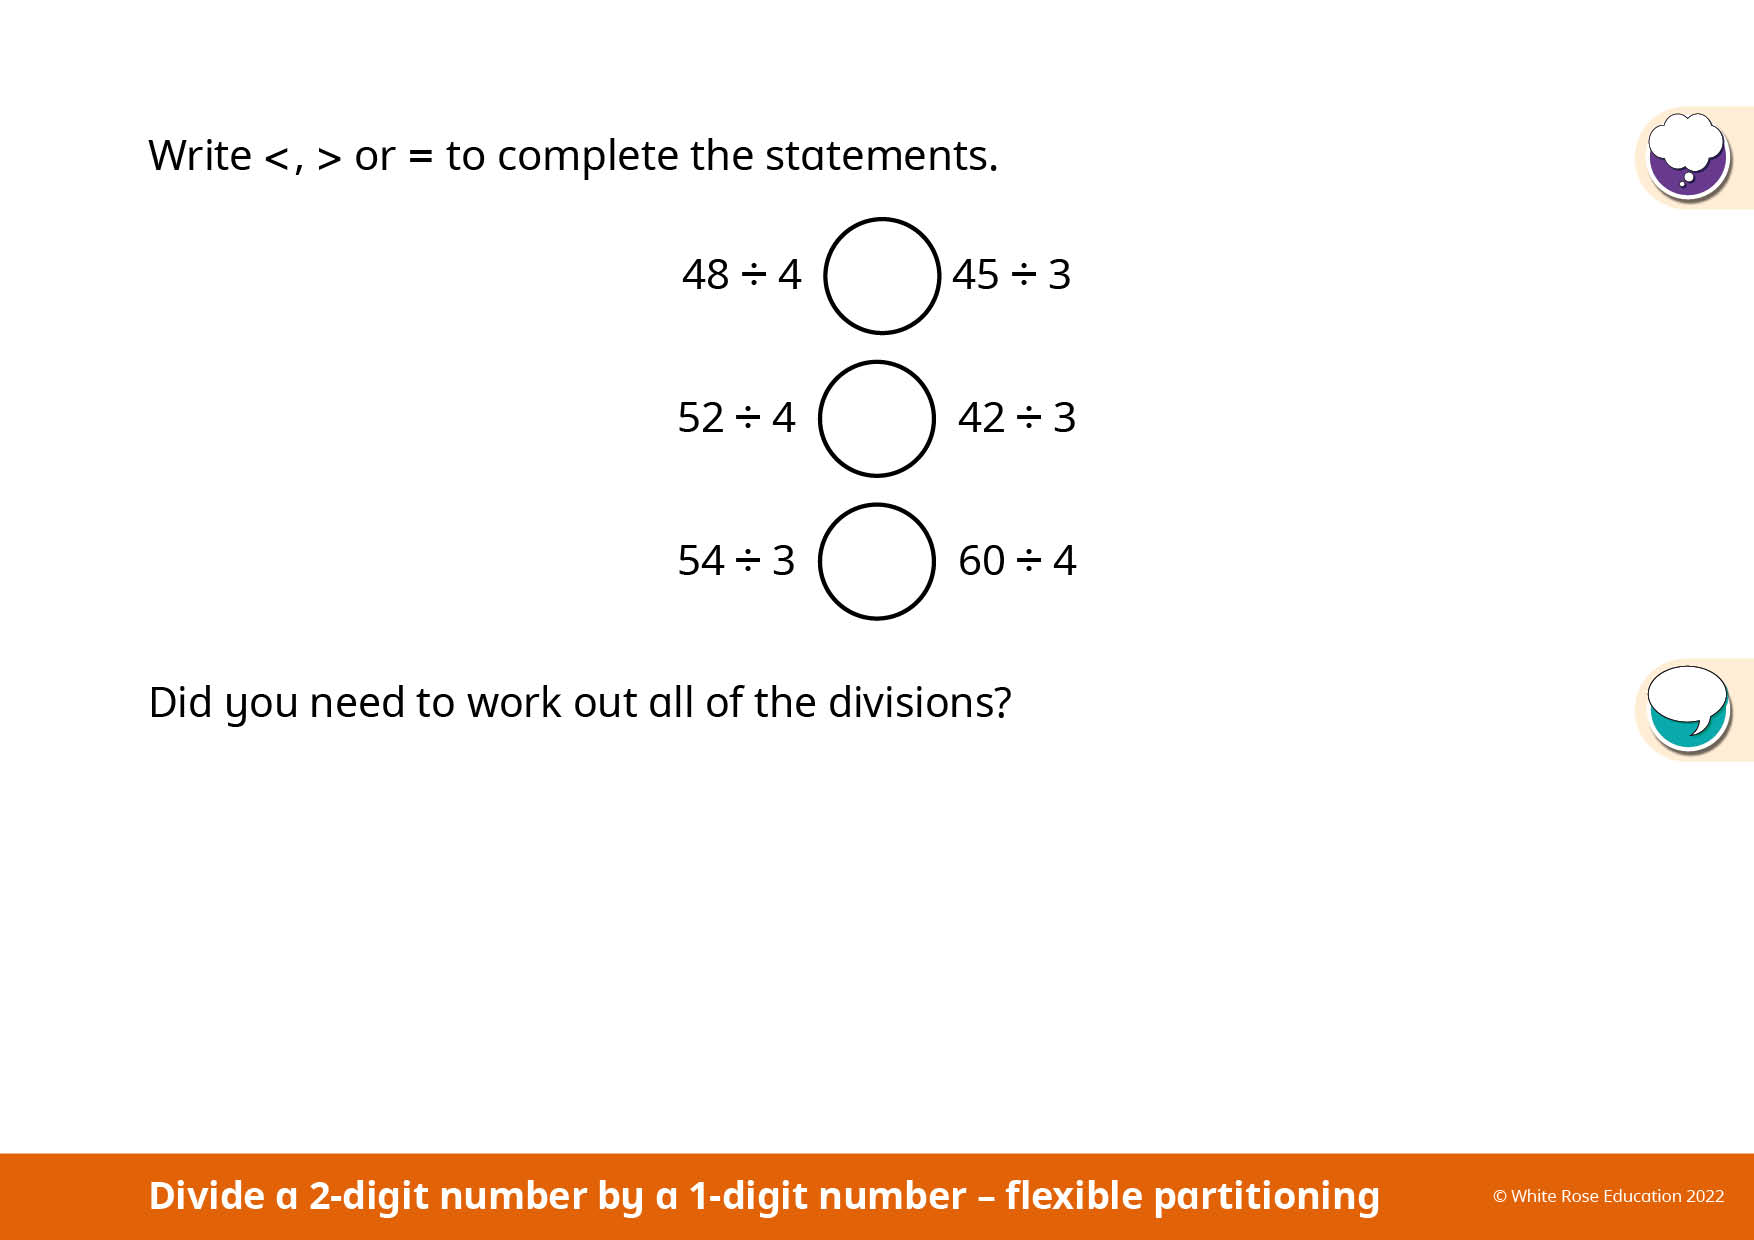 Write <, > or = to complete the statements.
48 ÷ 4 45 ÷ 3
52 ÷ 4 42 ÷ 3
54 ÷ 3 60 ÷ 4
Did you need to work out all of the divisions?
Divide a 2-digit number by a 1-digit number – flexible partitioning
© White Rose Education 2022